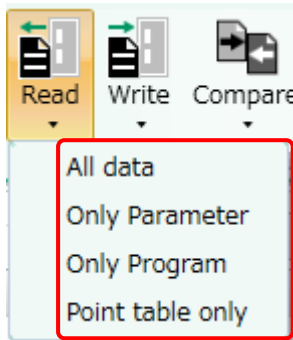 Read Write Compare
All data
Only Parameter
Only Program
Point table only